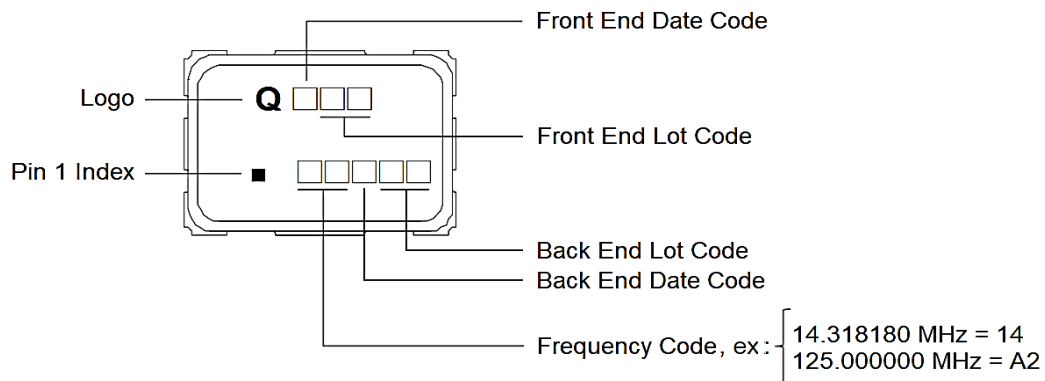 Front End Date Code
Logo
Q
Front End Lot Code
Pin 1 Index
Back End Lot Code
Back End Date Code
Frequency Code, ex:
14.318180 MHz = 14
125.000000 MHz = A2